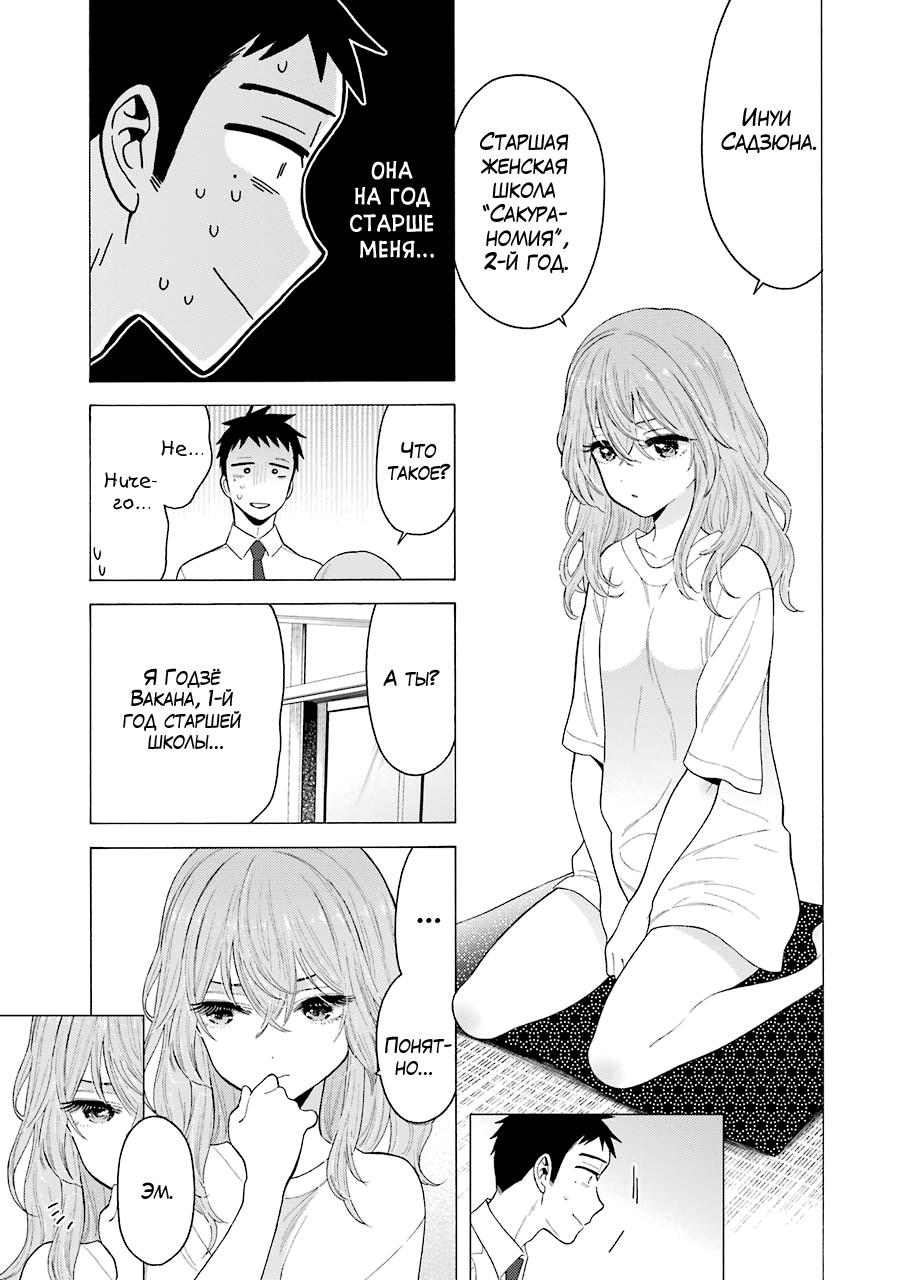 Инуи
Садзюна.
Старшая
женская
школа
“Сакура-
номия”,
2-й год.
она
на год
старше
меня...
Что
такое?
Не...
Ниче-
го...
А ты?
Я Годзё
Вакана, 1-й
год старшей
школы...
...
Понят-
но...
Эм.